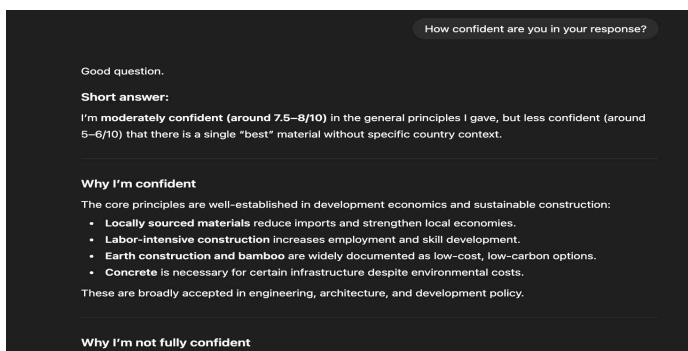 How confident are you in your response?
Good question.
Short answer:
I'm moderately confident (around 7.5–8/10) in the general principles I gave, but less confident (around
5–6/10) that there is a single "best" material without specific country context.
Why I'm confident
The core principles are well-established in development economics and sustainable construction:
• Locally sourced materials reduce imports and strengthen local economies.
• Labor-intensive construction increases employment and skill development.
• Earth construction and bamboo are widely documented as low-cost, low-carbon options.
• Concrete is necessary for certain infrastructure despite environmental costs.
These are broadly accepted in engineering, architecture, and development policy.
Why I'm not fully confident